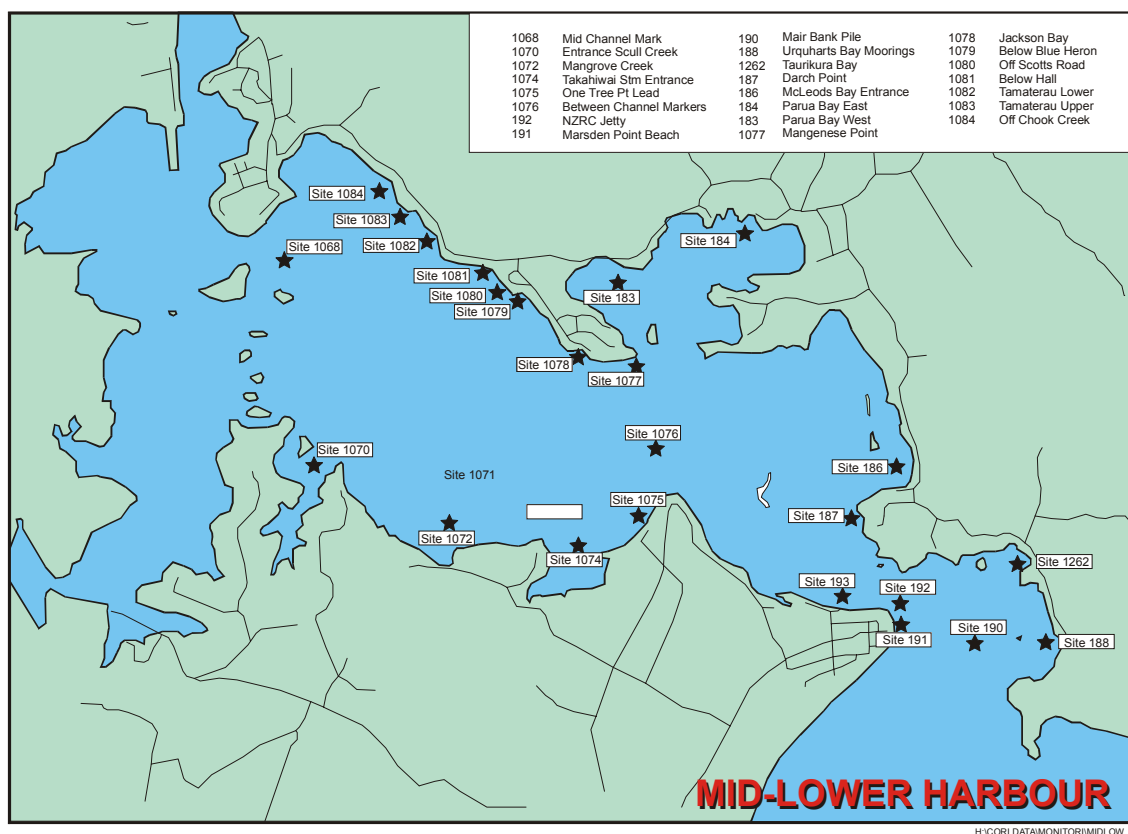 1068 Mid Channel Mark
1070 Entrance Scull Creek
1072 Mangrove Creek
1074 Takahiwai Stm Entrance
1075 One Tree Pt Lead
1076 Between Channel Markers
192 NZRC Jetty
191 Marsden Point Beach
190 Mair Bank Pile
188 Urquharts Bay Moorings
1262 Taurikura Bay
187 Darch Point
186 McLeods Bay Entrance
184 Parua Bay East
183 Parua Bay West
1077 Mangenese Point
1078 Jackson Bay
1079 Below Blue Heron
1080 Off Scotts Road
1081 Below Hall
1082 Tamaterau Lower
1083 Tamaterau Upper
1084 Off Chook Creek
Site 1084
Site 1083
Site 1082
Site 1068
Site 1081
Site 1080
Site 1079
Site 184
Site 183
Site 1078
Site 1077
Site 1076
Site 1070
Site 1071
Site 186
Site 1075
Site 187
Site 1072
Site 1074
Site 1262
Site 193
Site 192
Site 190
Site 191
Site 188
MID-LOWER HARBOUR
H:\CORLDATA\MONITORI\MIDLOW